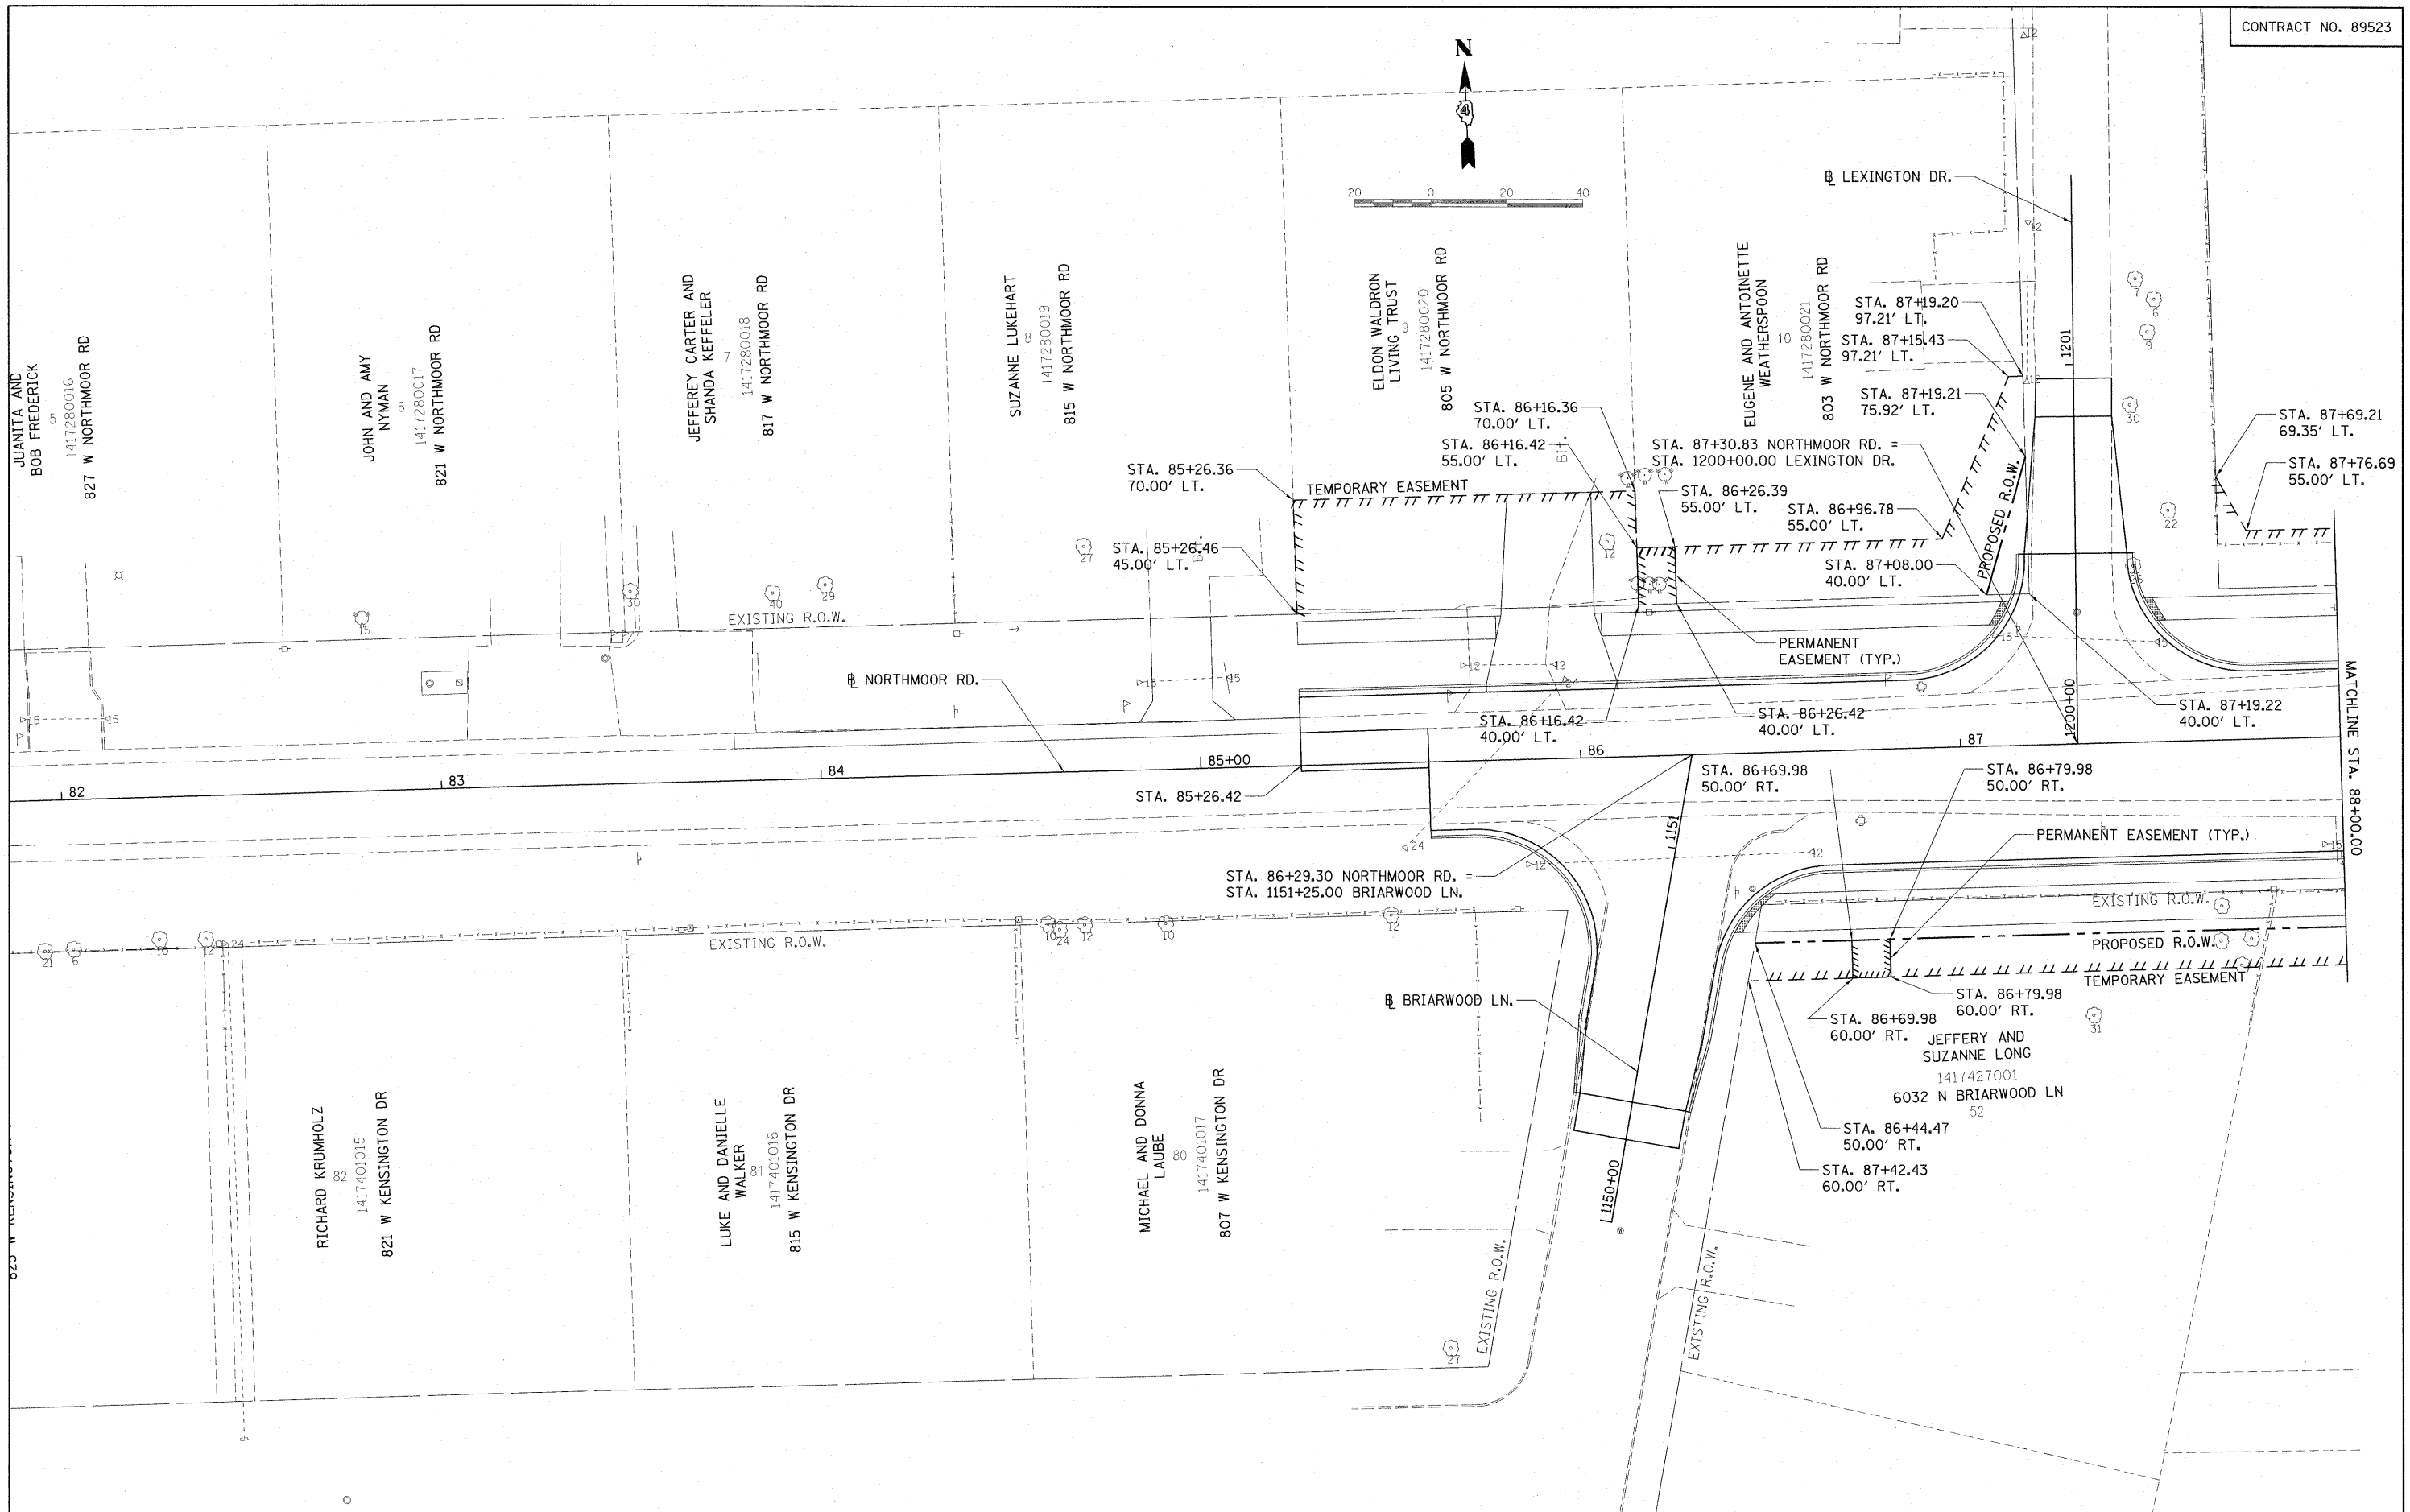 CONTRACT NO. 89523
N
4
20 0 20 40
℄ LEXINGTON DR.
JUANITA AND
BOB FREDERICK
5
1417280016
827 W NORTHMOOR RD
JOHN AND AMY
NYMAN
6
1417280017
821 W NORTHMOOR RD
JEFFEREY CARTER AND
SHANDA KEFFELER
7
1417280018
817 W NORTHMOOR RD
SUZANNE LUKEHART
8
1417280019
815 W NORTHMOOR RD
ELDON WALDRON
LIVING TRUST
9
1417280020
805 W NORTHMOOR RD
EUGENE AND ANTOINETTE
WEATHERSPOON
10
1417280021
803 W NORTHMOOR RD
STA. 87+19.20
97.21' LT.
STA. 87+15.43
97.21' LT.
STA. 87+19.21
75.92' LT.
1201
STA. 87+69.21
69.35' LT.
STA. 87+76.69
55.00' LT.
STA. 86+16.36
70.00' LT.
STA. 86+16.42
55.00' LT.
Bit.
STA. 87+30.83 NORTHMOOR RD. =
STA. 1200+00.00 LEXINGTON DR.
STA. 85+26.36
70.00' LT.
TEMPORARY EASEMENT
STA. 86+26.39
55.00' LT.
STA. 86+96.78
55.00' LT.
PROPOSED R.O.W.
STA. 85+26.46
45.00' LT.
Bit.
STA. 87+08.00
40.00' LT.
EXISTING R.O.W.
PERMANENT
EASEMENT (TYP.)
℄ NORTHMOOR RD.
STA. 86+16.42
40.00' LT.
STA. 86+26.42
40.00' LT.
1200+00
STA. 87+19.22
40.00' LT.
MATCHLINE STA. 88+00.00
82
83
84
85+00
86
87
STA. 85+26.42
STA. 86+69.98
50.00' RT.
STA. 86+79.98
50.00' RT.
PERMANENT EASEMENT (TYP.)
1151
STA. 86+29.30 NORTHMOOR RD. =
STA. 1151+25.00 BRIARWOOD LN.
EXISTING R.O.W.
EXISTING R.O.W.
PROPOSED R.O.W.
TEMPORARY EASEMENT
℄ BRIARWOOD LN.
STA. 86+79.98
60.00' RT.
STA. 86+69.98
60.00' RT.
JEFFERY AND
SUZANNE LONG
1417427001
6032 N BRIARWOOD LN
52
STA. 86+44.47
50.00' RT.
STA. 87+42.43
60.00' RT.
1150+00
RICHARD KRUMHOLZ
82
1417401015
821 W KENSINGTON DR
LUKE AND DANIELLE
WALKER
81
1417401016
815 W KENSINGTON DR
MICHAEL AND DONNA
LAUBE
80
1417401017
807 W KENSINGTON DR
EXISTING R.O.W.
EXISTING R.O.W.